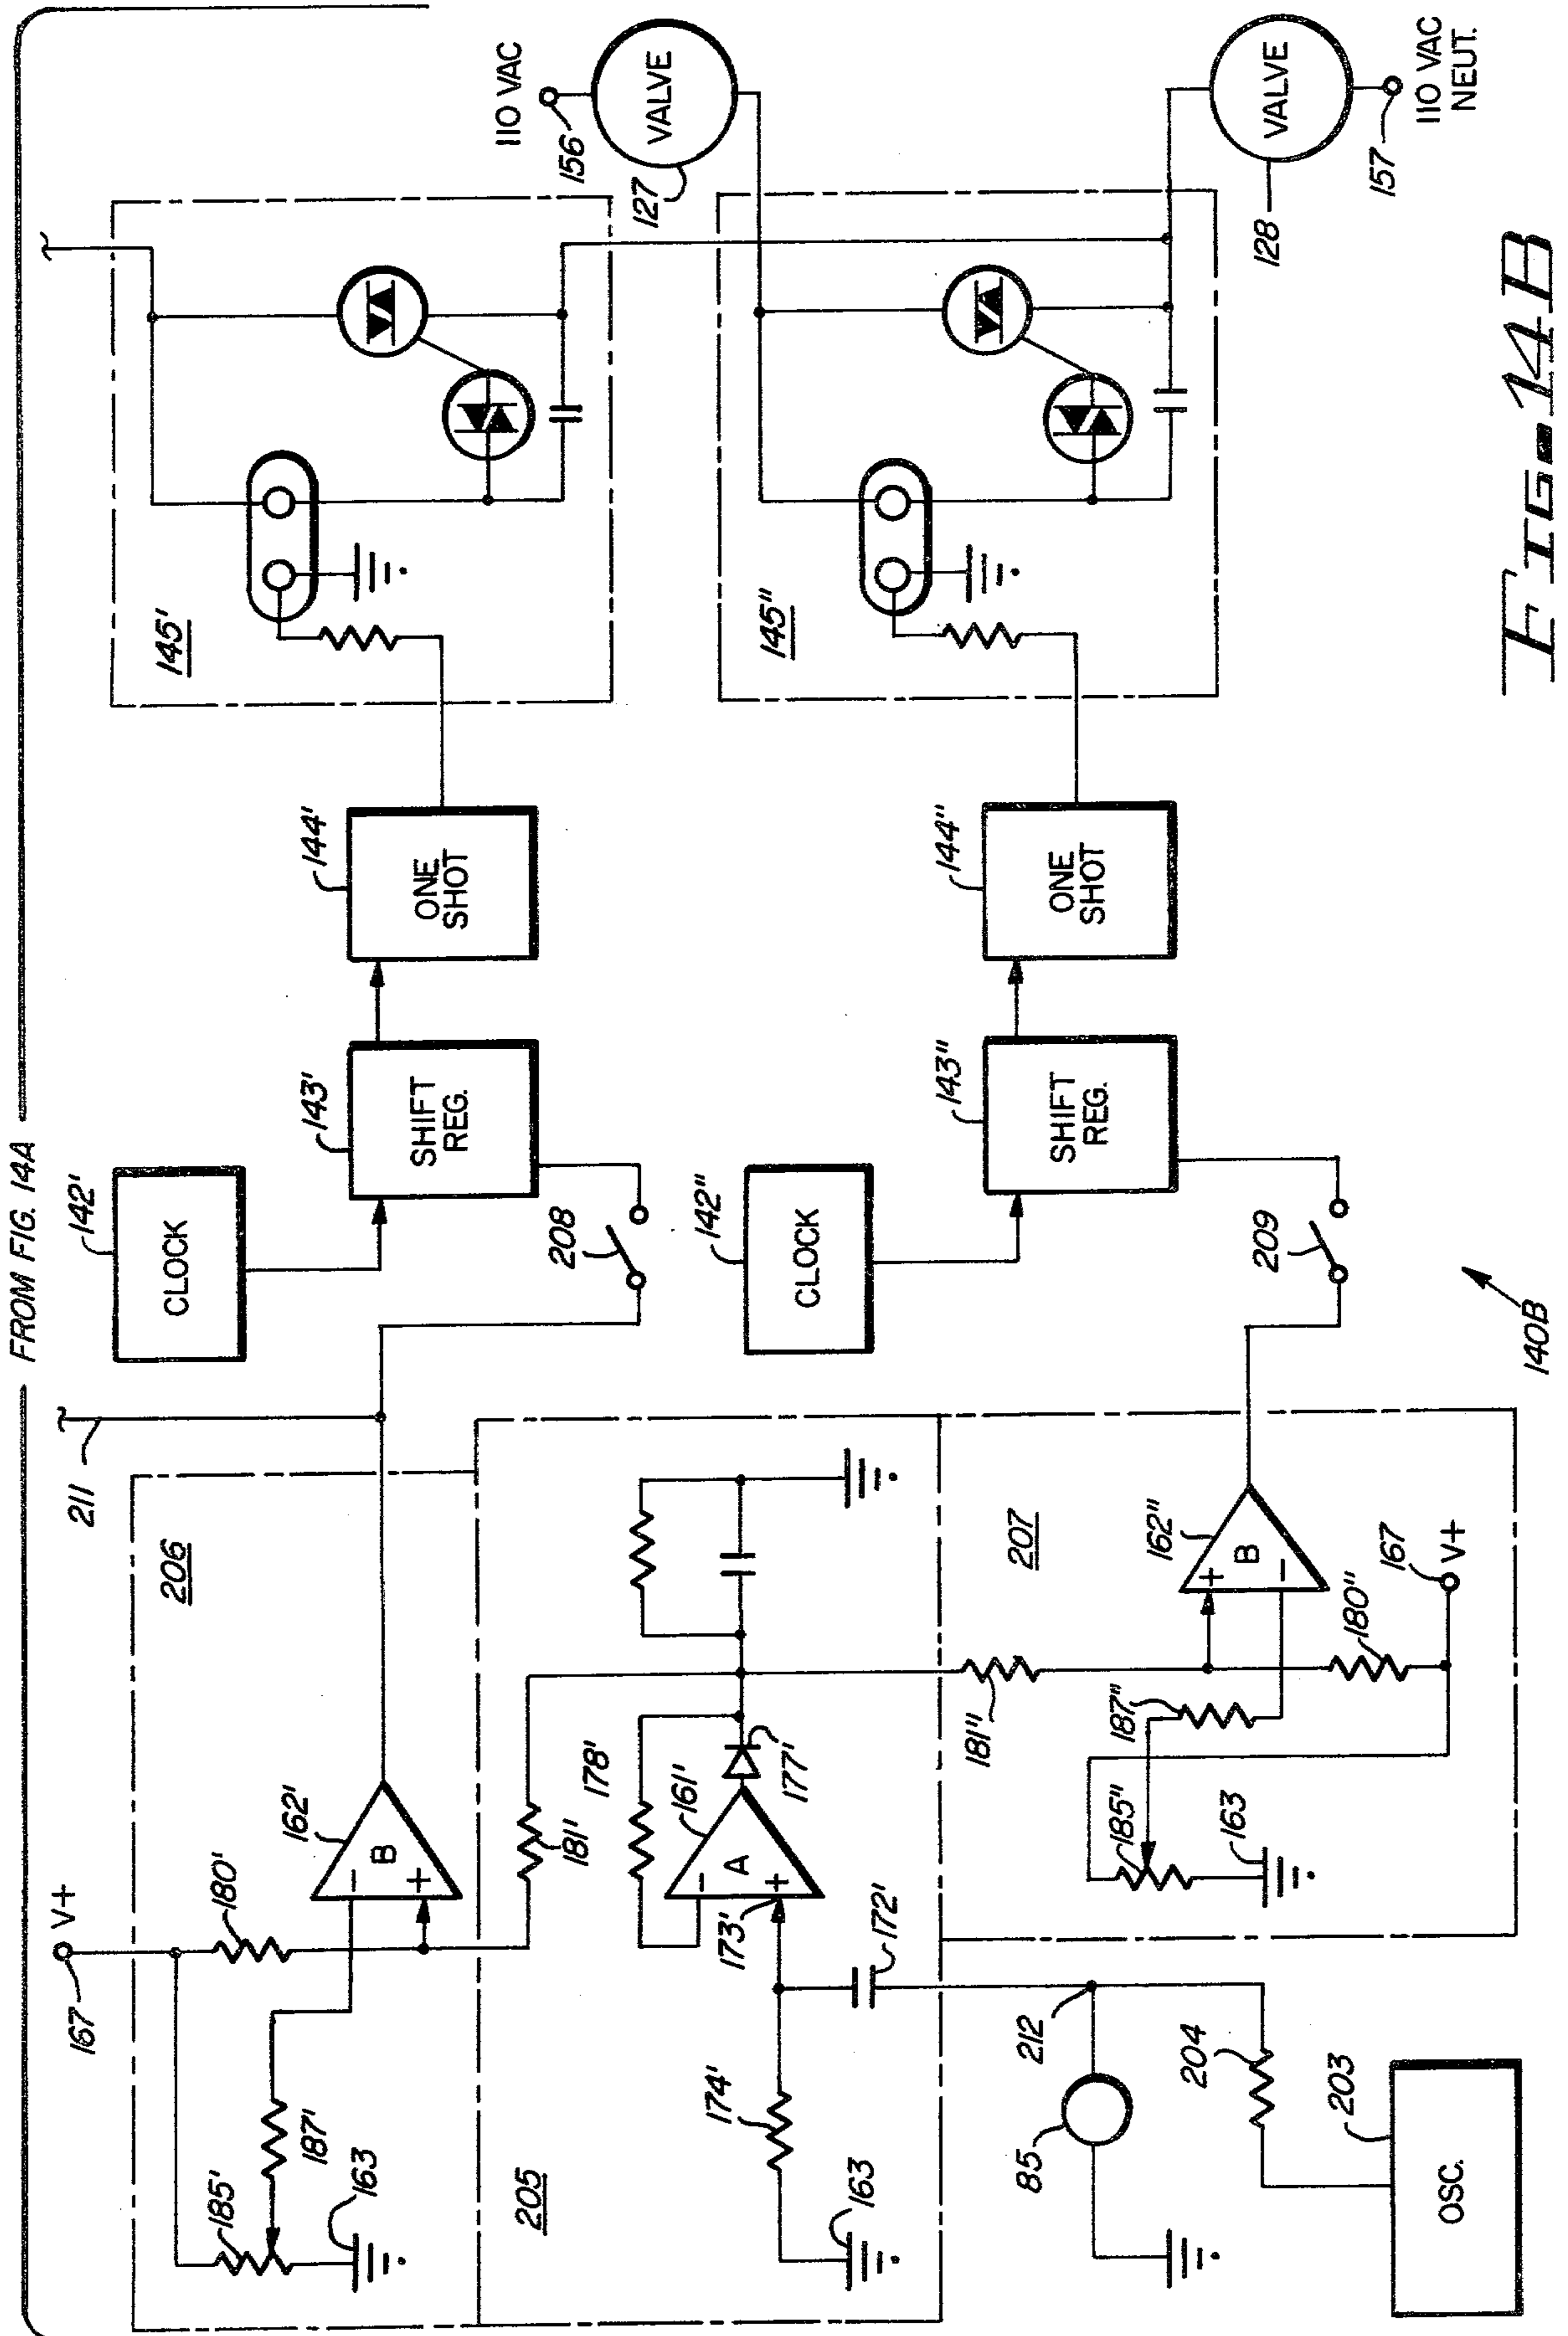 FROM FIG. 14A
167
V+
211
206
185'
187'
163
180'
162'
B
−
+
142'
CLOCK
143'
SHIFT
REG.
208
144'
ONE
SHOT
145'
110 VAC
156
VALVE
127
205
174'
163
173'
172'
A
−
+
161'
178'
177'
181'
142"
CLOCK
143"
SHIFT
REG.
209
144"
ONE
SHOT
145"
VALVE
128
157
110 VAC
NEUT.
207
181"
185"
187"
163
162"
B
+
−
180"
167
V+
85
212
204
203
OSC.
140B
FIG. 14B